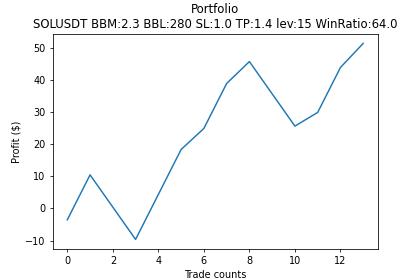 Portfolio
SOLUSDT BBM:2.3 BBL:280 SL:1.0 TP:1.4 lev:15 WinRatio:64.0
50
40
30
20
10
0
−10
Profit ($)
0 2 4 6 8 10 12
Trade counts